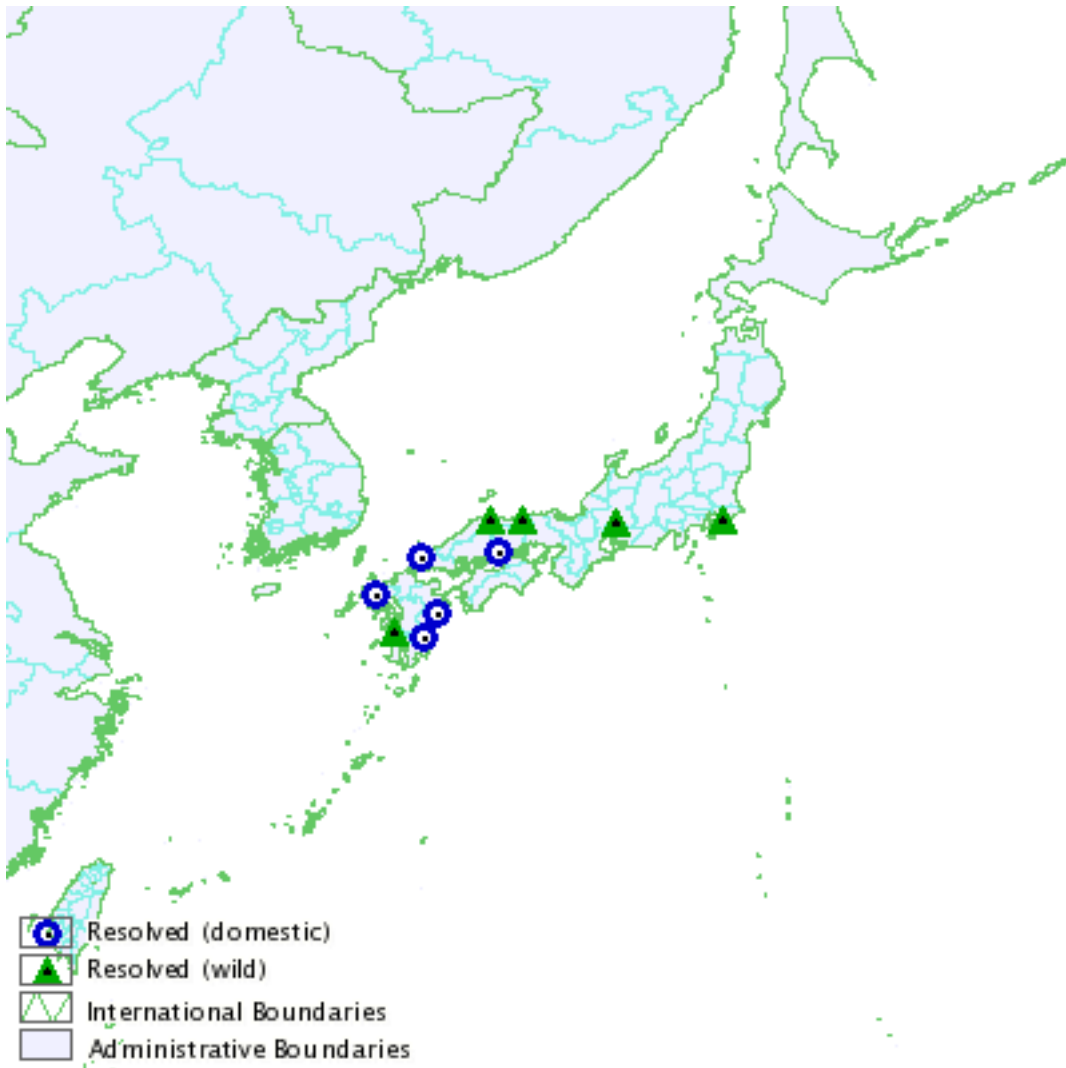 Resolved (domestic)
Resolved (wild)
International Boundaries
Administrative Boundaries